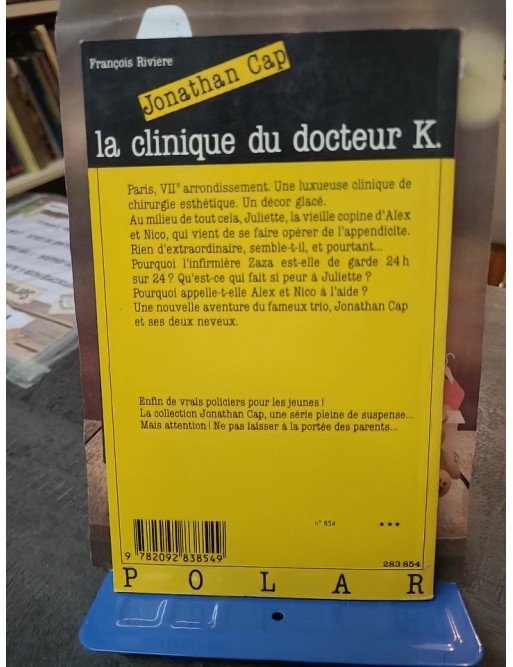 François Rivière
Jonathan Cap
la clinique du docteur K.
Paris, VIIᵉ arrondissement. Une luxueuse clinique de
chirurgie esthétique. Un décor glacé.
Au milieu de tout cela, Juliette, la vieille copine d'Alex
et Nico, qui vient de se faire opérer de l'appendicite.
Rien d'extraordinaire, semble-t-il, et pourtant...
Pourquoi l'infirmière Zaza est-elle de garde 24 h
sur 24 ? Qu'est-ce qui fait si peur à Juliette ?
Pourquoi appelle-t-elle Alex et Nico à l'aide ?
Une nouvelle aventure du fameux trio, Jonathan Cap
et ses deux neveux.
Enfin de vrais policiers pour les jeunes !
La collection Jonathan Cap, une série pleine de suspense...
Mais attention ! Ne pas laisser à la portée des parents...
n° 854 ★★★
9 782092 838549
283 854
POLAR